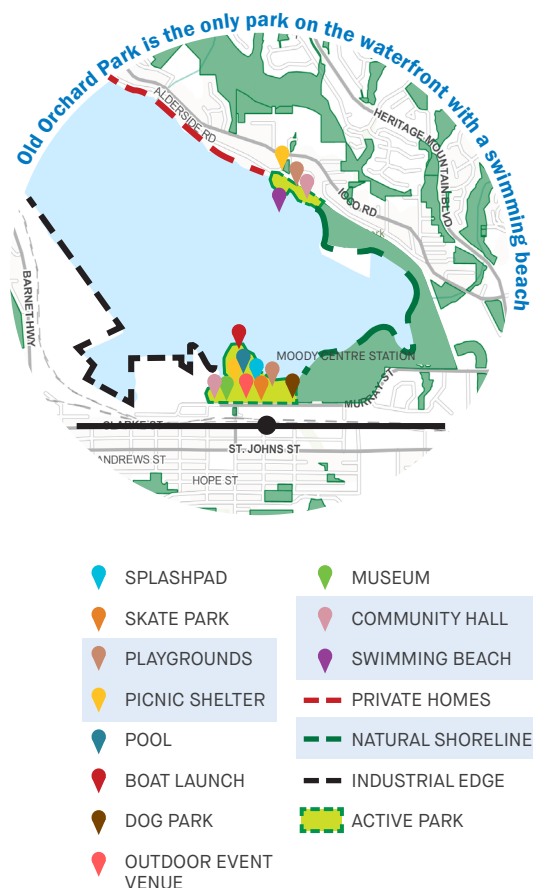 Old Orchard Park is the only park on the waterfront with a swimming beach
ALDERSIDE RD
HERITAGE MOUNTAIN BLVD
IOCO RD
BARNET HWY
MOODY CENTRE STATION
MURRAY ST
CLARKE ST
ST. JOHNS ST
ANDREWS ST
HOPE ST
SPLASHPAD
SKATE PARK
PLAYGROUNDS
PICNIC SHELTER
POOL
BOAT LAUNCH
DOG PARK
OUTDOOR EVENT
VENUE
MUSEUM
COMMUNITY HALL
SWIMMING BEACH
PRIVATE HOMES
NATURAL SHORELINE
INDUSTRIAL EDGE
ACTIVE PARK